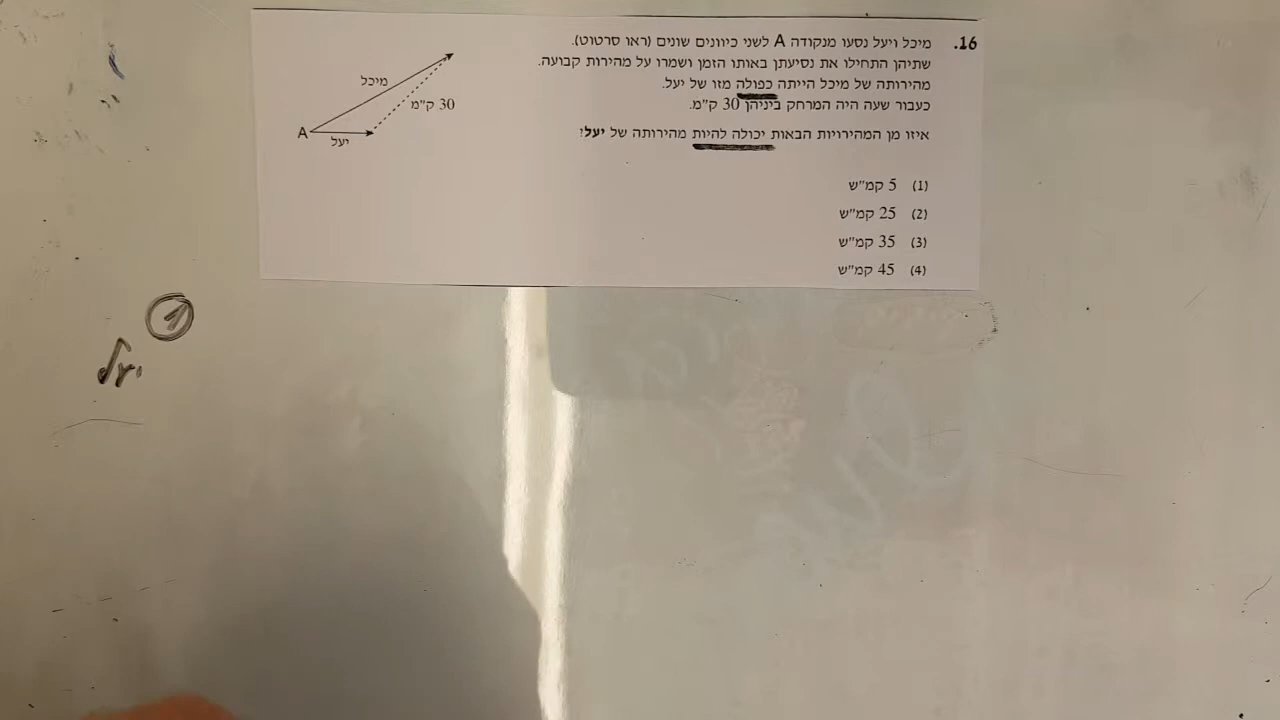 16. מיכל ויעל נסעו מנקודה A לשני כיוונים שונים (ראו סרטוט).
שתיהן התחילו את נסיעתן באותו הזמן ושמרו על מהירות קבועה.
מהירותה של מיכל הייתה כפולה מזו של יעל.
כעבור שעה היה המרחק ביניהן 30 ק"מ.
איזו מן המהירויות הבאות יכולה להיות מהירותה של יעל?
(1) 5 קמ"ש
(2) 25 קמ"ש
(3) 35 קמ"ש
(4) 45 קמ"ש
מיכל
30 ק"מ
A
יעל
1
יעל